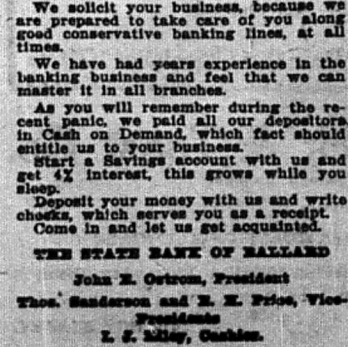 We solicit your business, because we
are prepared to take care of you along
good conservative banking lines, at all
times.
We have had years experience in the
banking business and feel that we can
master it in all branches.
As you will remember during the re-
cent panic, we paid all our depositors
in Cash on Demand, which fact should
entitle us to your business.
Start a Savings account with us and
get 4% interest, this grows while you
sleep.
Deposit your money with us and write
checks, which serves you as a receipt.
Come in and let us get acquainted.
THE STATE BANK OF BALLARD
John E. Ostrom, President
Thos. Sanderson and Price, Vice-
Presidents
Cashier.